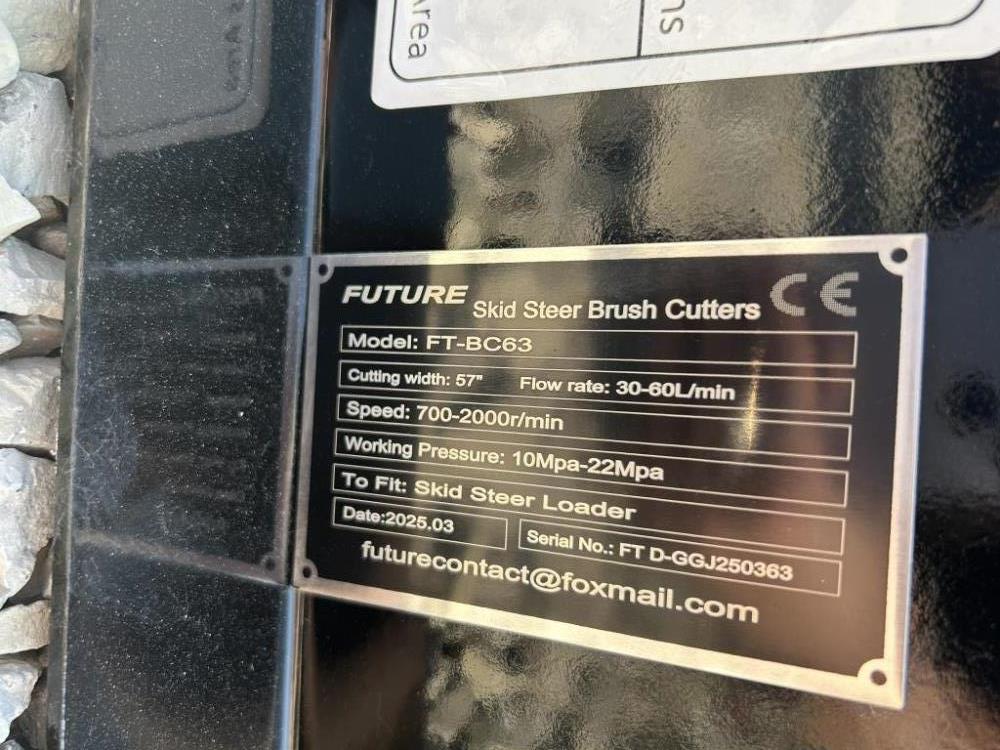 Area
ns
FUTURE Skid Steer Brush Cutters CE
Model: FT-BC63
Cutting width: 57" Flow rate: 30-60L/min
Speed: 700-2000r/min
Working Pressure: 10Mpa-22Mpa
To Fit: Skid Steer Loader
Date:2025.03 Serial No.: FT D-GGJ250363
futurecontact@foxmail.com